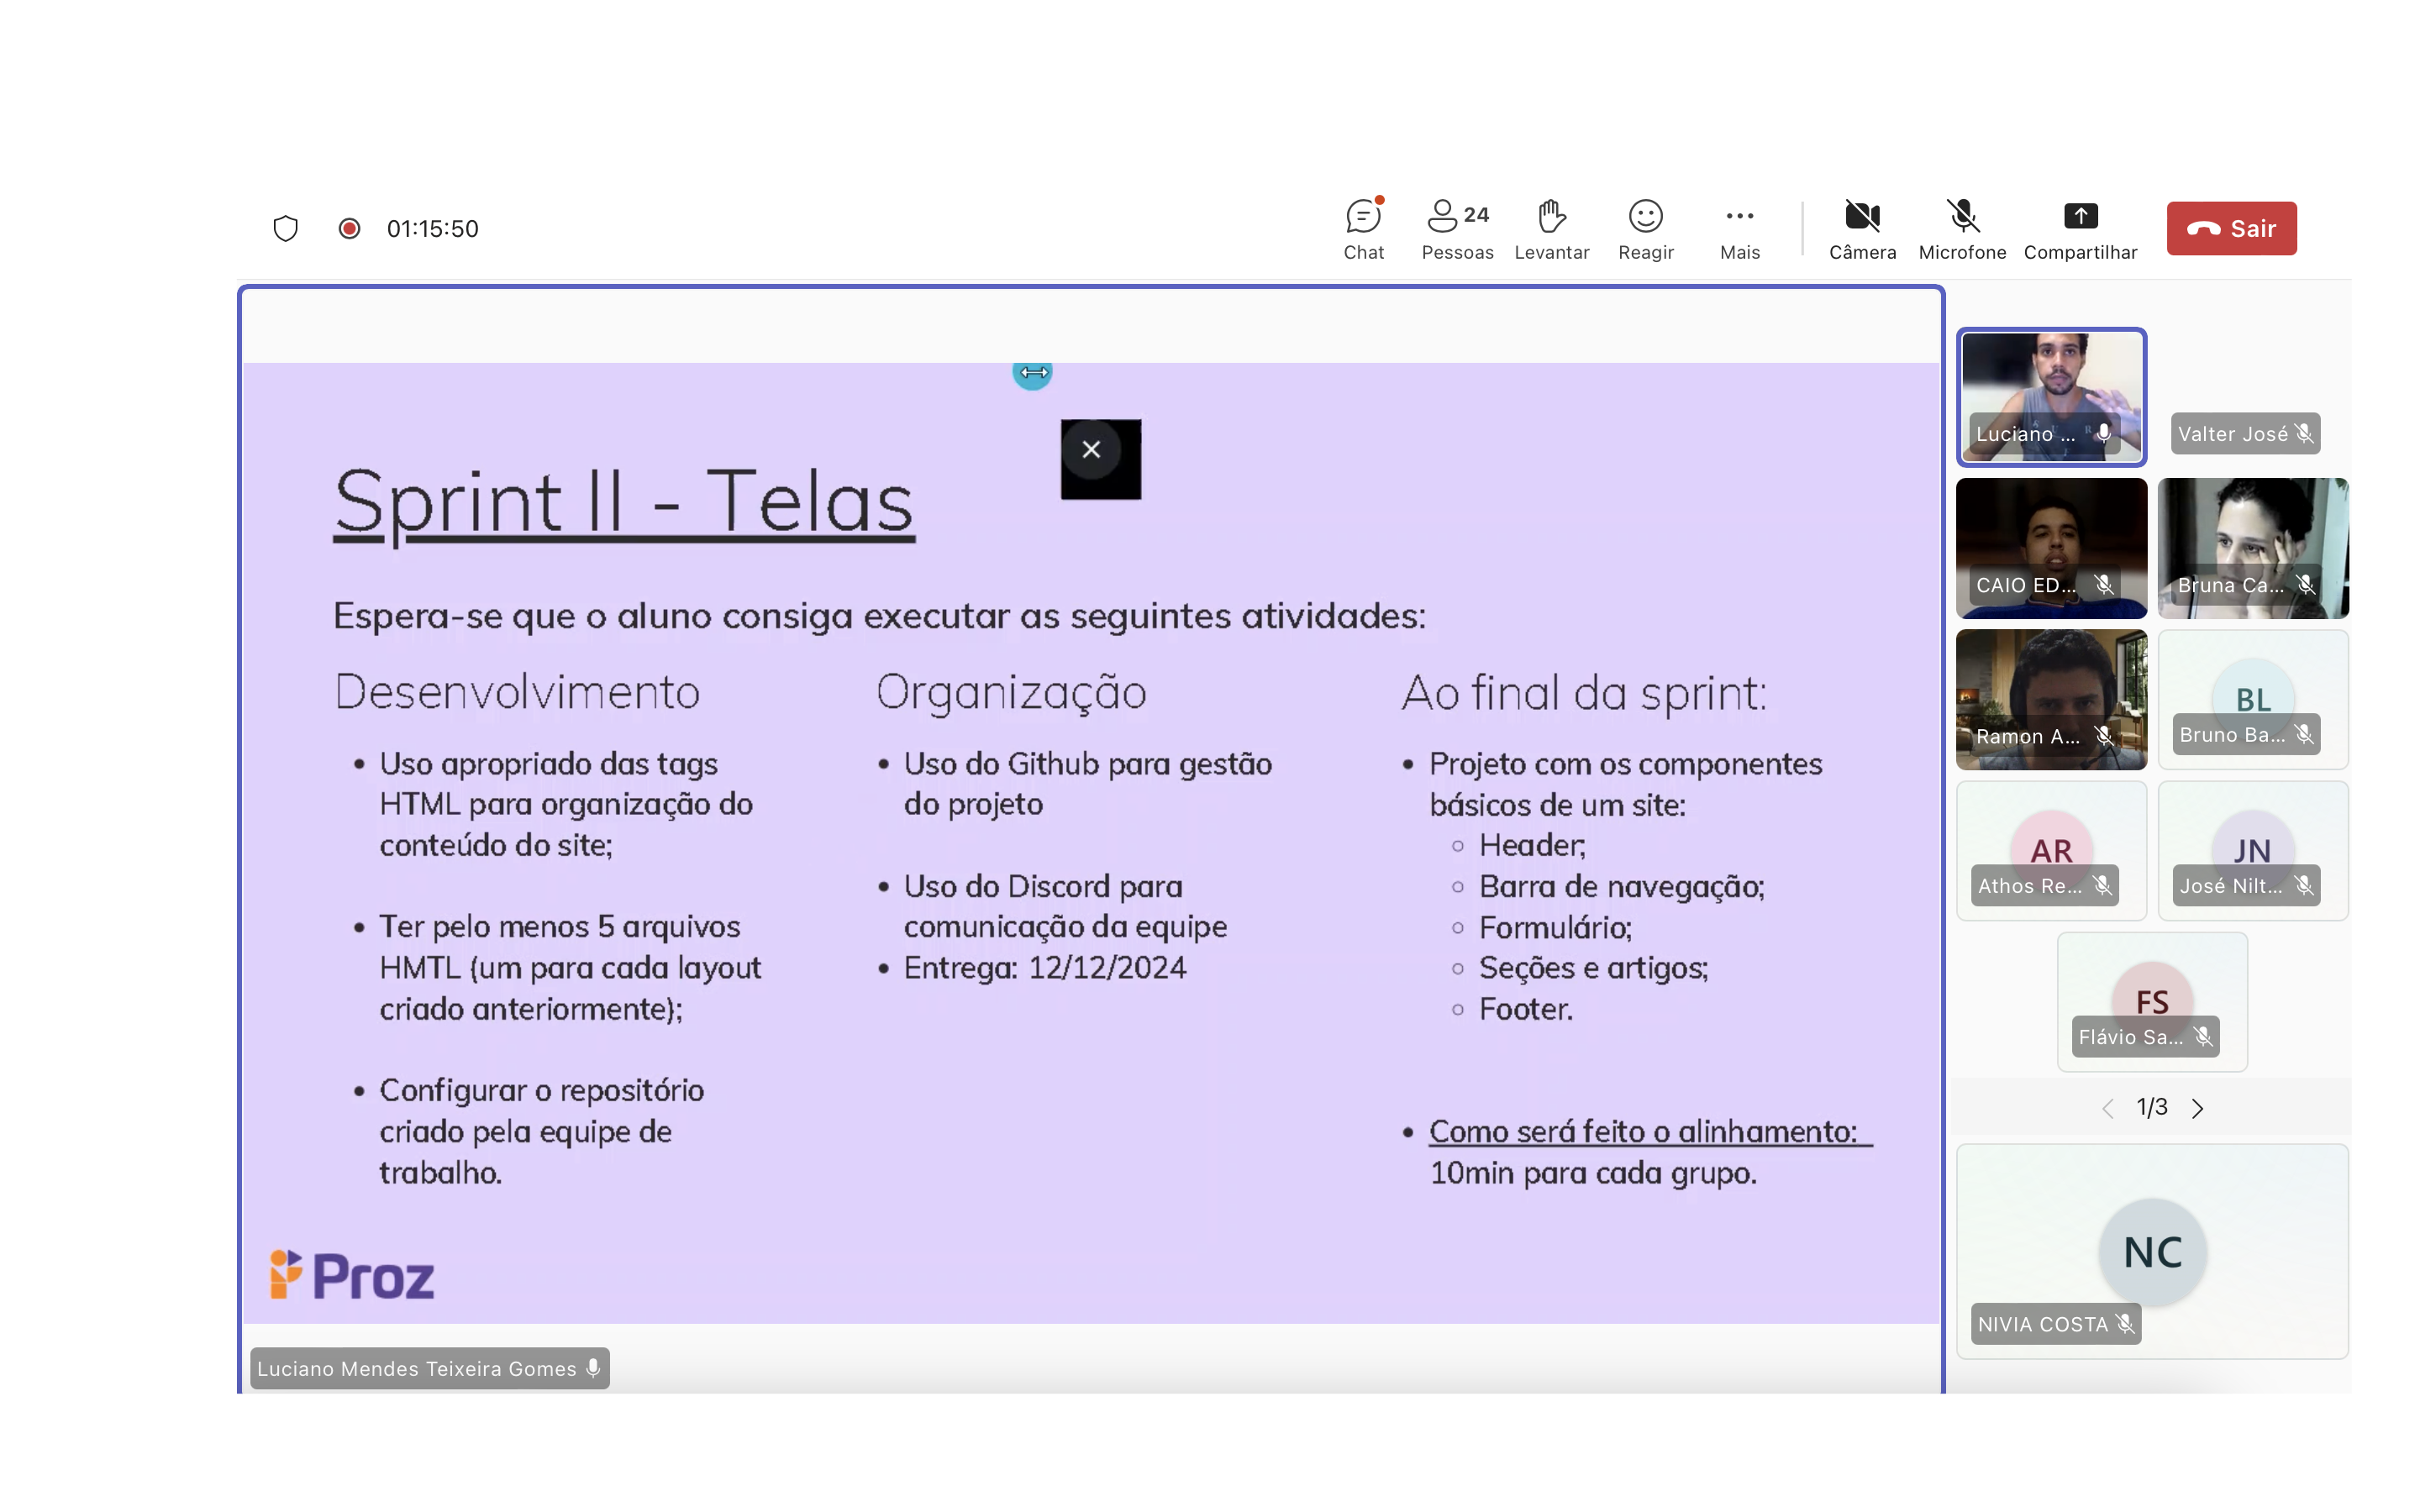 01:15:50
Chat
24
Pessoas
Levantar
Reagir
Mais
Câmera
Microfone
Compartilhar
Sair
Sprint II - Telas
Espera-se que o aluno consiga executar as seguintes atividades:
Desenvolvimento
Uso apropriado das tags
HTML para organização do
conteúdo do site;
Ter pelo menos 5 arquivos
HMTL (um para cada layout
criado anteriormente);
Configurar o repositório
criado pela equipe de
trabalho.
Organização
Uso do Github para gestão
do projeto
Uso do Discord para
comunicação da equipe
Entrega: 12/12/2024
Ao final da sprint:
Projeto com os componentes
básicos de um site:
Header;
Barra de navegação;
Formulário;
Seções e artigos;
Footer.
Como será feito o alinhamento:
10min para cada grupo.
Proz
Luciano Mendes Teixeira Gomes
Luciano ...
Valter José
CAIO ED...
Bruna Ca...
Ramon A...
BL
Bruno Ba...
AR
Athos Re...
JN
José Nilt...
FS
Flávio Sa...
1/3
NC
NIVIA COSTA